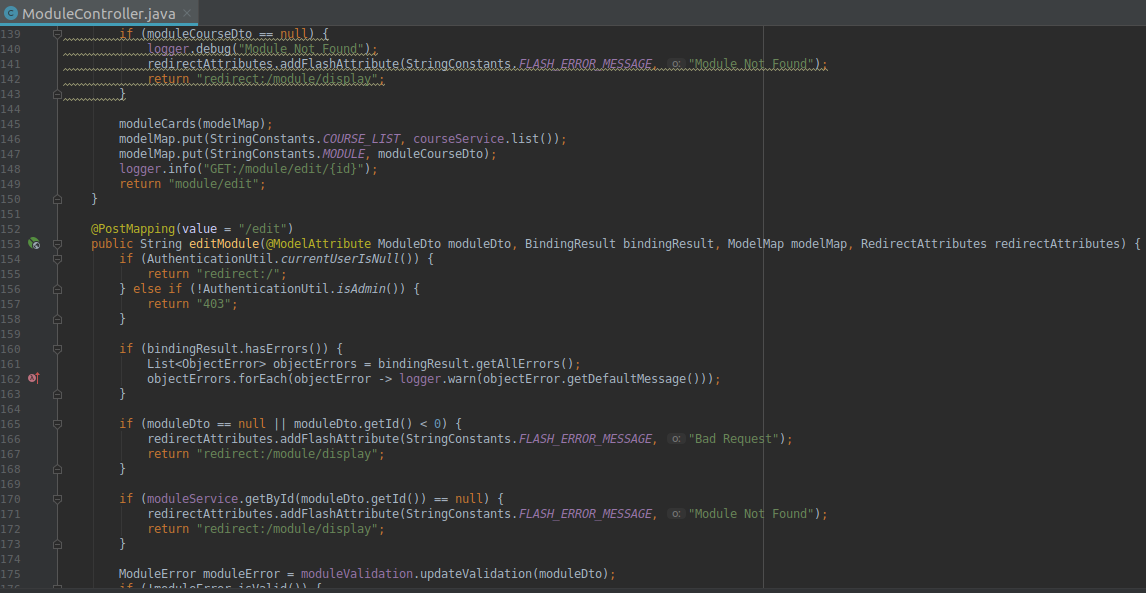 ModuleController.java
139 if (moduleCourseDto == null) {
140 logger.debug("Module Not Found");
141 redirectAttributes.addFlashAttribute(StringConstants.FLASH_ERROR_MESSAGE, o: "Module Not Found");
142 return "redirect:/module/display";
143 }
144
145 moduleCards(modelMap);
146 modelMap.put(StringConstants.COURSE_LIST, courseService.list());
147 modelMap.put(StringConstants.MODULE, moduleCourseDto);
148 logger.info("GET:/module/edit/{id}");
149 return "module/edit";
150 }
151
152 @PostMapping(value = "/edit")
153 public String editModule(@ModelAttribute ModuleDto moduleDto, BindingResult bindingResult, ModelMap modelMap, RedirectAttributes redirectAttributes) {
154 if (AuthenticationUtil.currentUserIsNull()) {
155 return "redirect:/";
156 } else if (!AuthenticationUtil.isAdmin()) {
157 return "403";
158 }
159
160 if (bindingResult.hasErrors()) {
161 List<ObjectError> objectErrors = bindingResult.getAllErrors();
162 objectErrors.forEach(objectError -> logger.warn(objectError.getDefaultMessage()));
163 }
164
165 if (moduleDto == null || moduleDto.getId() < 0) {
166 redirectAttributes.addFlashAttribute(StringConstants.FLASH_ERROR_MESSAGE, o: "Bad Request");
167 return "redirect:/module/display";
168 }
169
170 if (moduleService.getById(moduleDto.getId()) == null) {
171 redirectAttributes.addFlashAttribute(StringConstants.FLASH_ERROR_MESSAGE, o: "Module Not Found");
172 return "redirect:/module/display";
173 }
174
175 ModuleError moduleError = moduleValidation.updateValidation(moduleDto);
176 if (!moduleError.isValid()) {